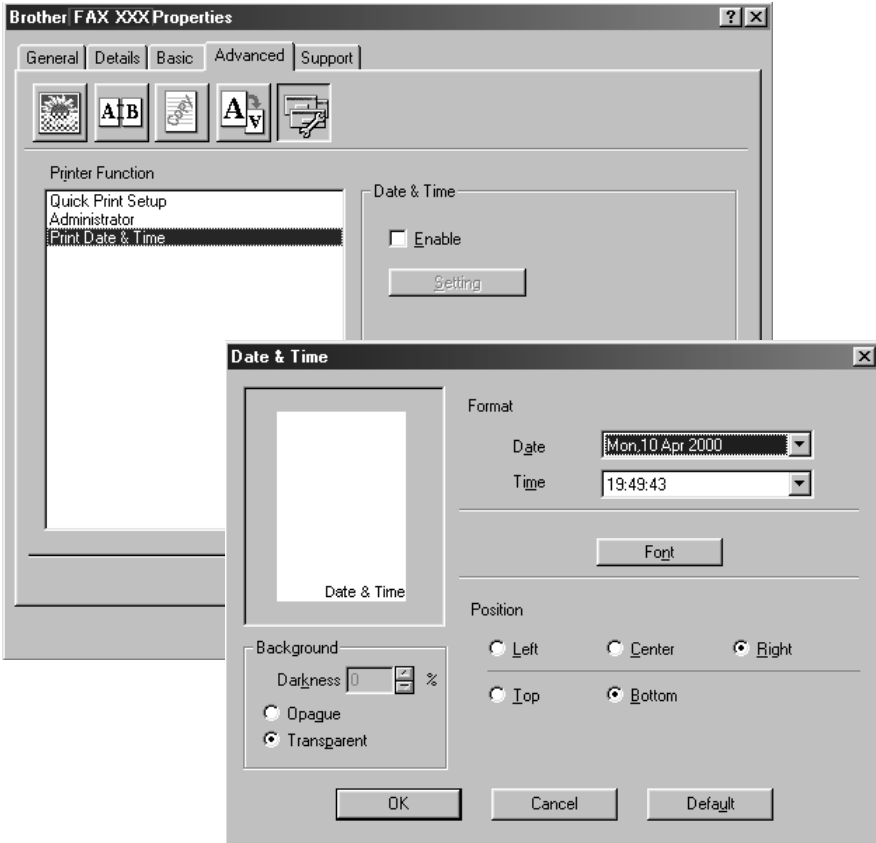 Brother FAX XXX Properties
General Details Basic Advanced Support
A B
Copy
A A
Printer Function
Quick Print Setup
Administrator
Print Date & Time
Date & Time
Enable
Setting
Date & Time
Format
Date Mon,10 Apr 2000
Time 19:49:43
Font
Date & Time
Position
Left Center Right
Top Bottom
Background
Darkness 0 %
Opague
Transparent
OK Cancel Default